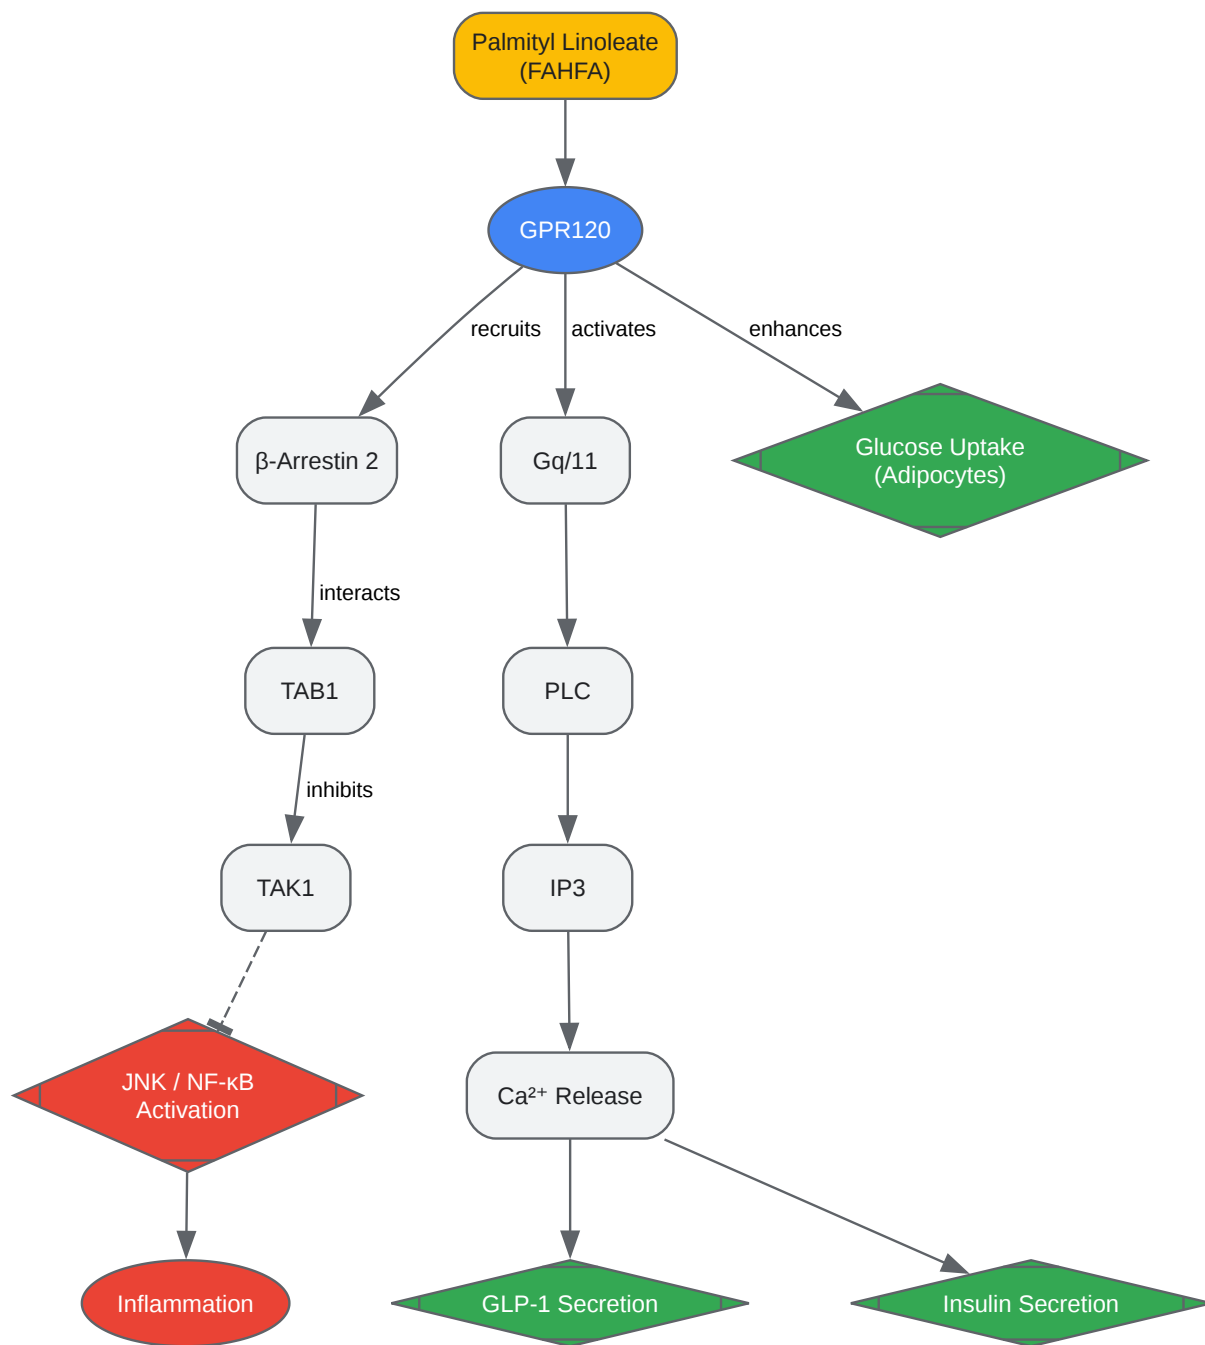 Palmityl Linoleate
(FAHFA)
GPR120
recruits
activates
enhances
β-Arrestin 2
Gq/11
Glucose Uptake
(Adipocytes)
interacts
TAB1
PLC
inhibits
TAK1
IP3
JNK / NF-κB
Activation
Ca²⁺ Release
Inflammation
GLP-1 Secretion
Insulin Secretion